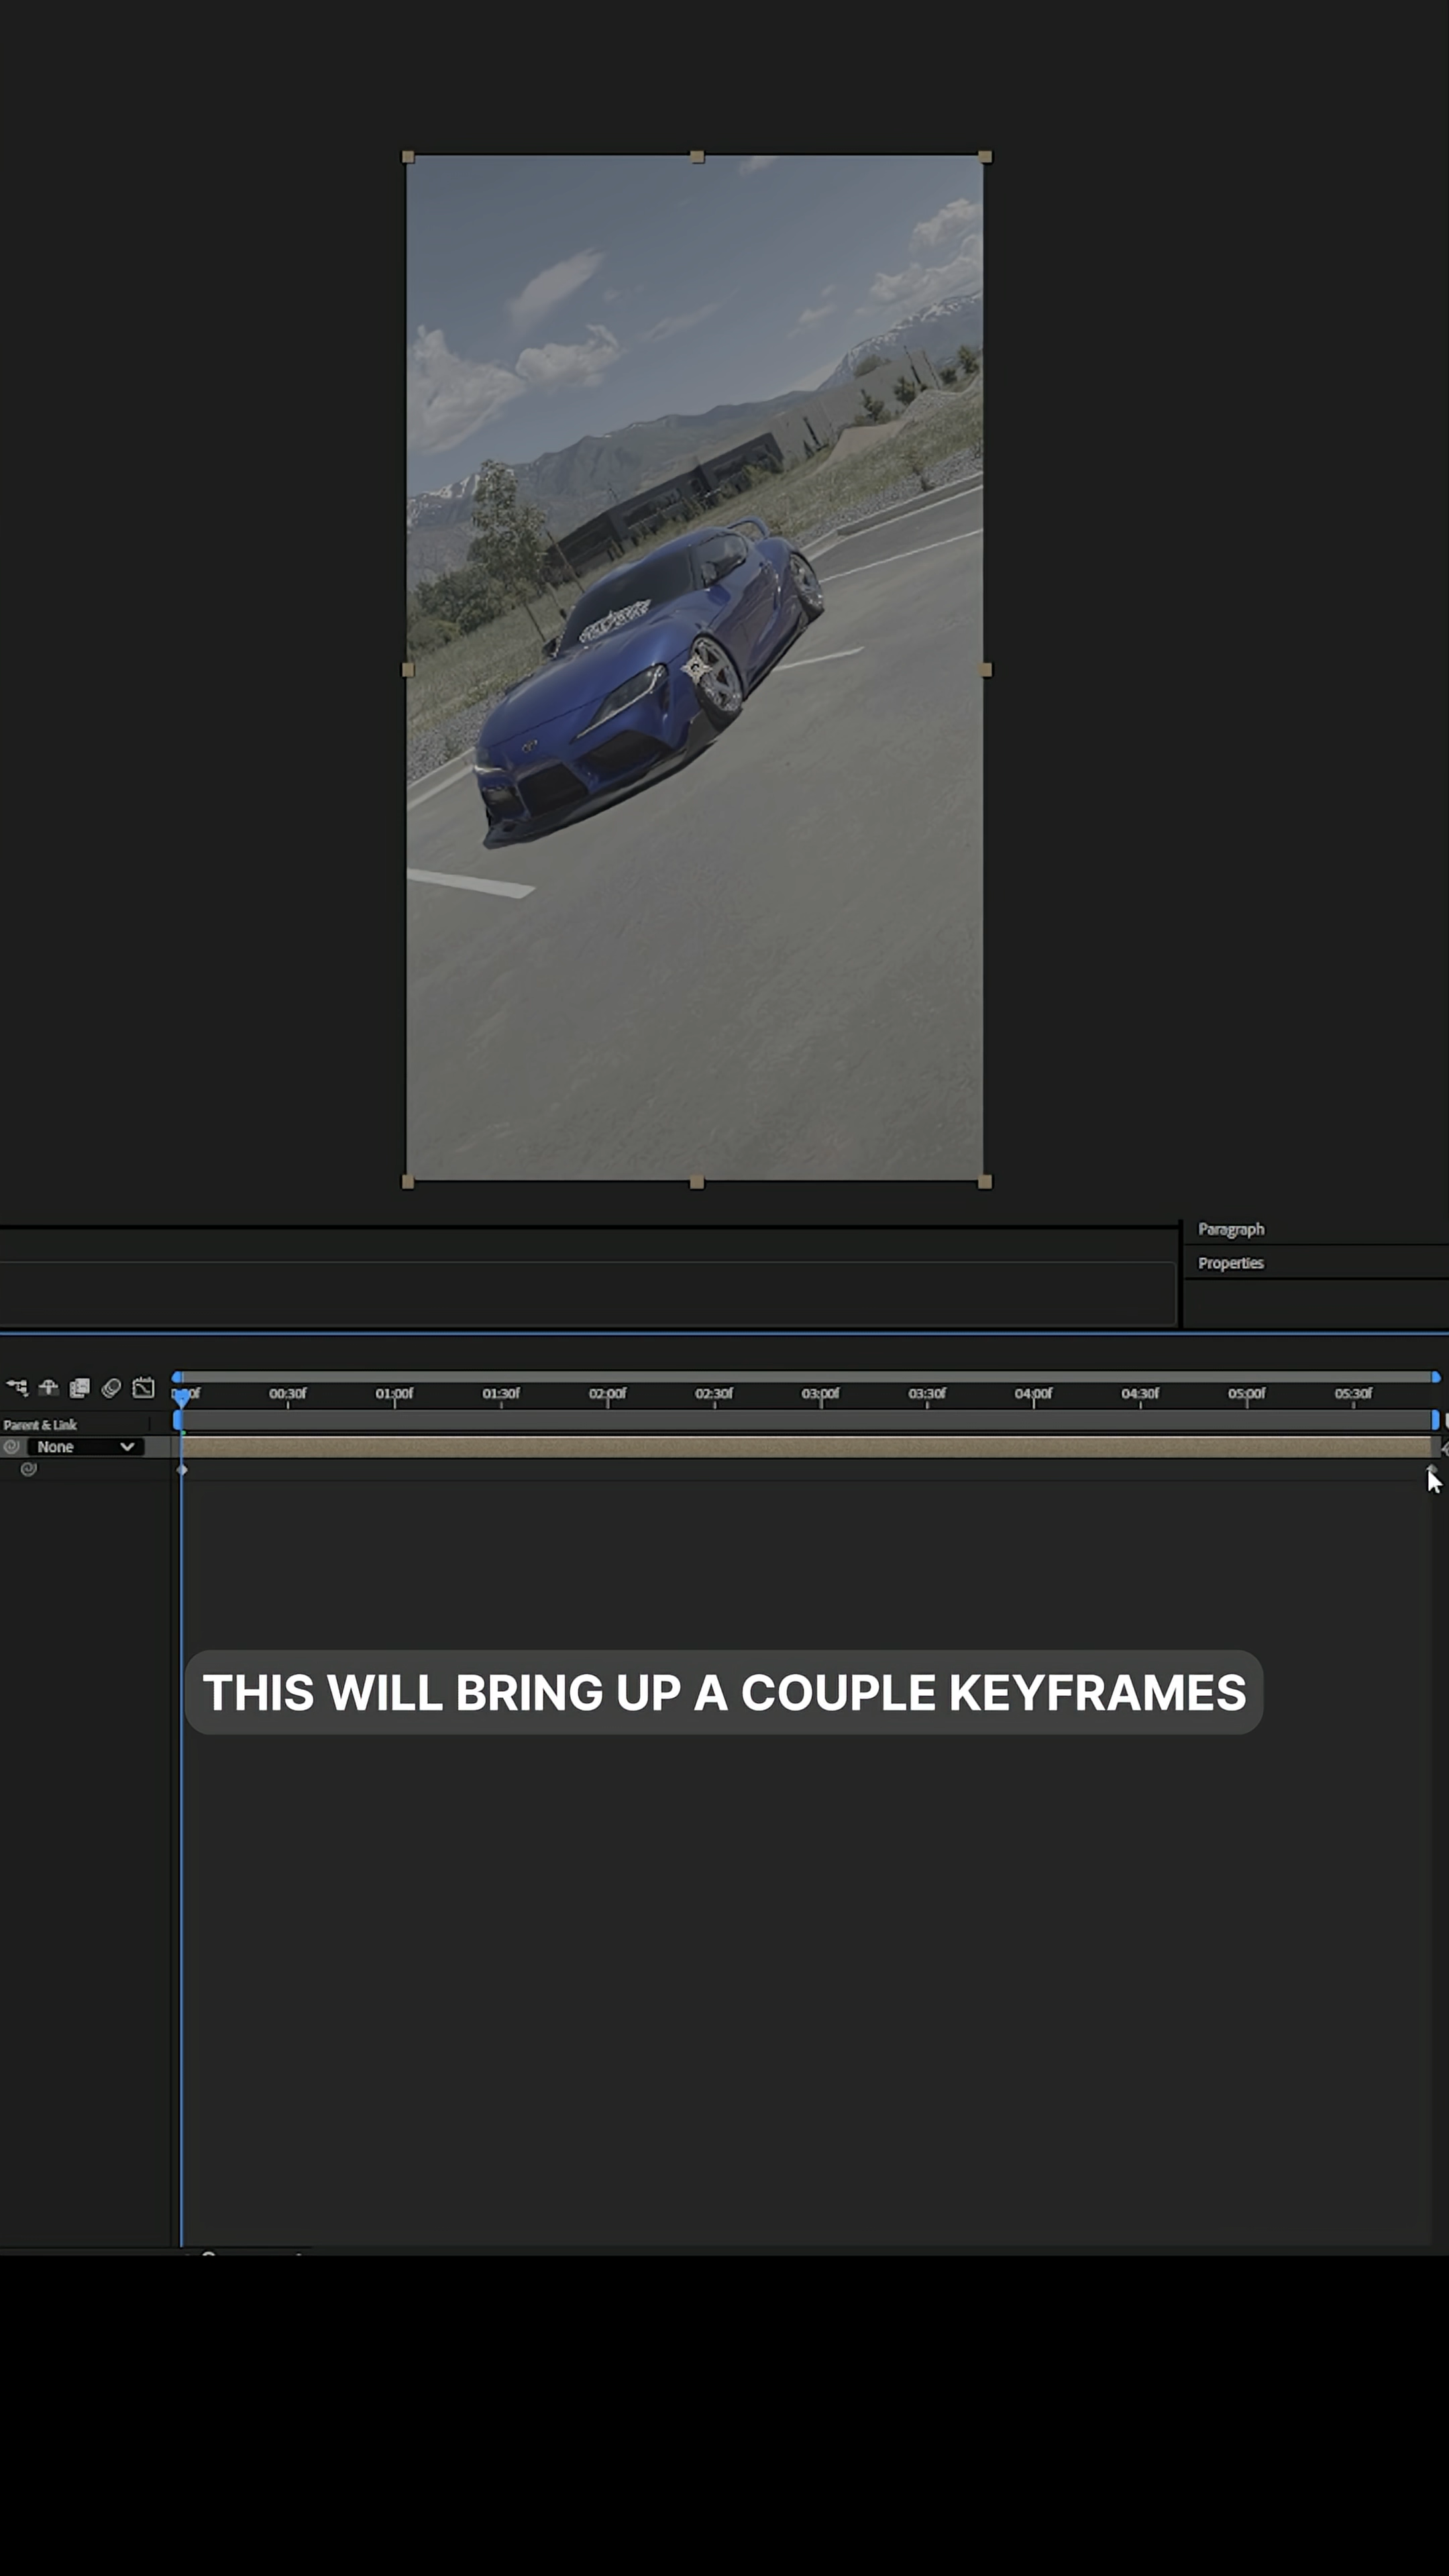 Paragraph
Properties
00:30f 01:00f 01:30f 02:00f 02:30f 03:00f 03:30f 04:00f 04:30f 05:00f 05:30f
Parent & Link
None
THIS WILL BRING UP A COUPLE KEYFRAMES